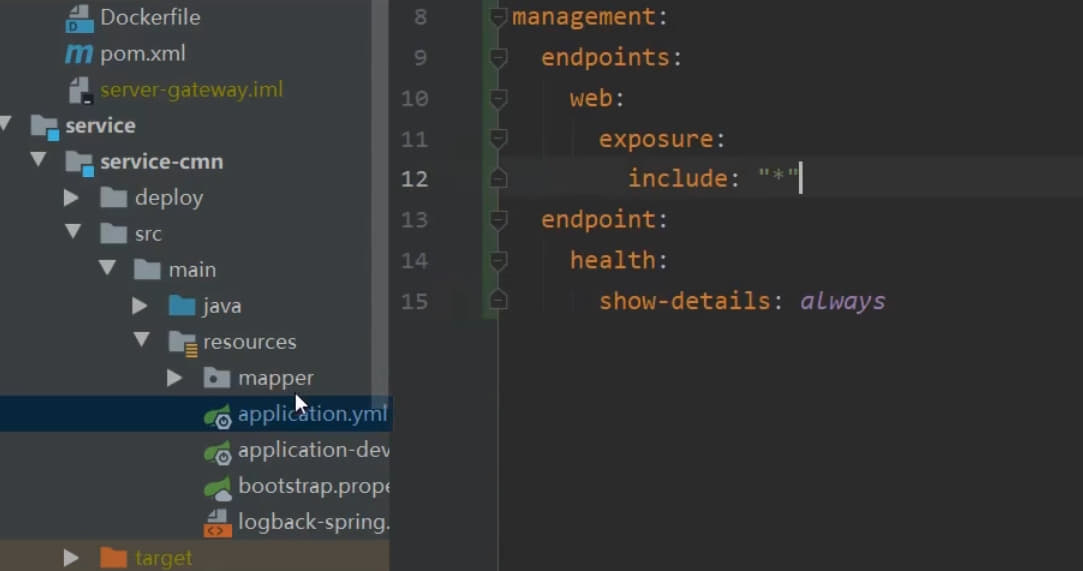 Dockerfile
pom.xml
server-gateway.iml
service
service-cmn
deploy
src
main
java
resources
mapper
application.yml
application-dev
bootstrap.prope
logback-spring.
target
8 management:
9 endpoints:
10 web:
11 exposure:
12 include: "*"
13 endpoint:
14 health:
15 show-details: always